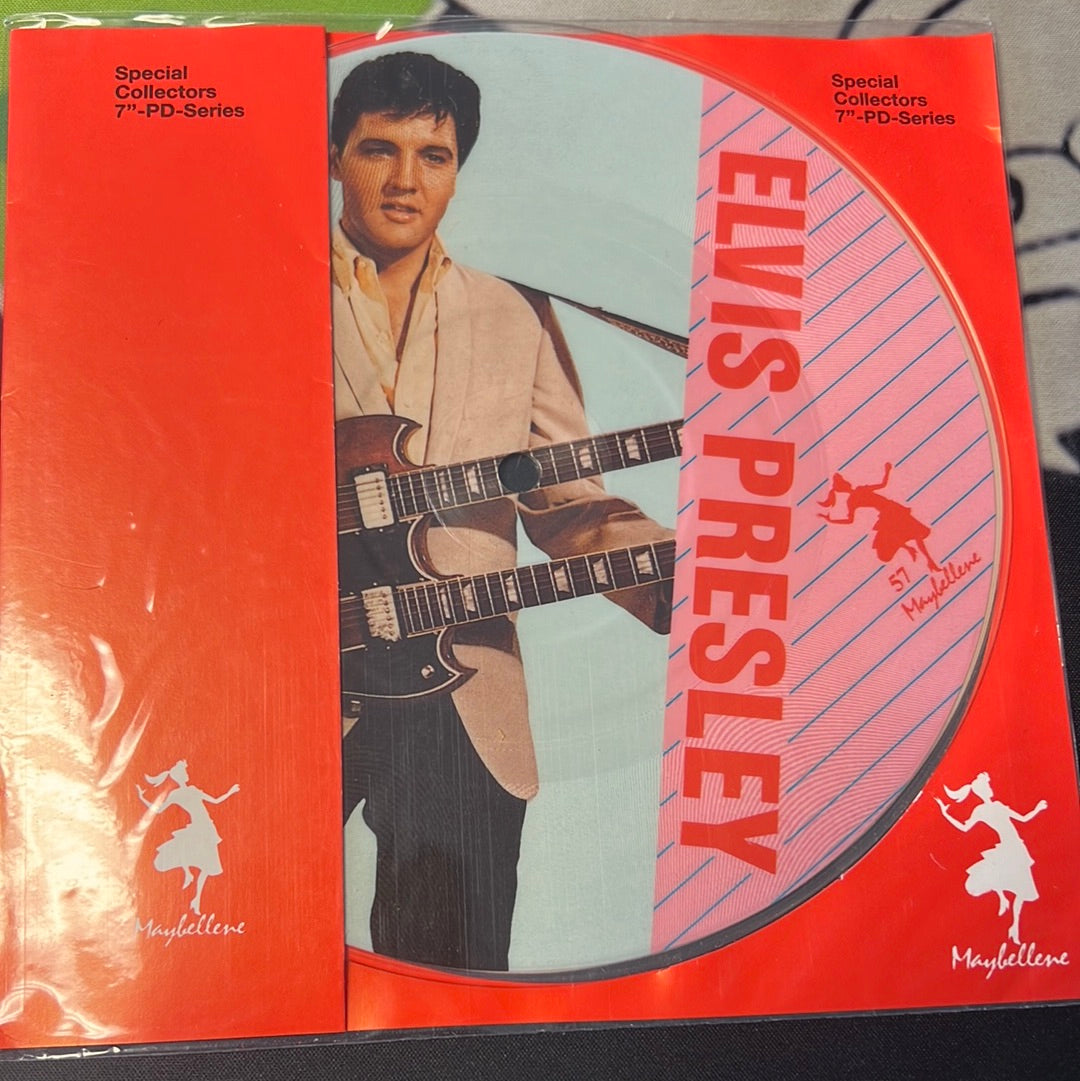 Special
Collectors
7”-PD-Series
Special
Collectors
7”-PD-Series
ELVIS PRESLEY
57
Maybellene
Maybellene
Maybellene